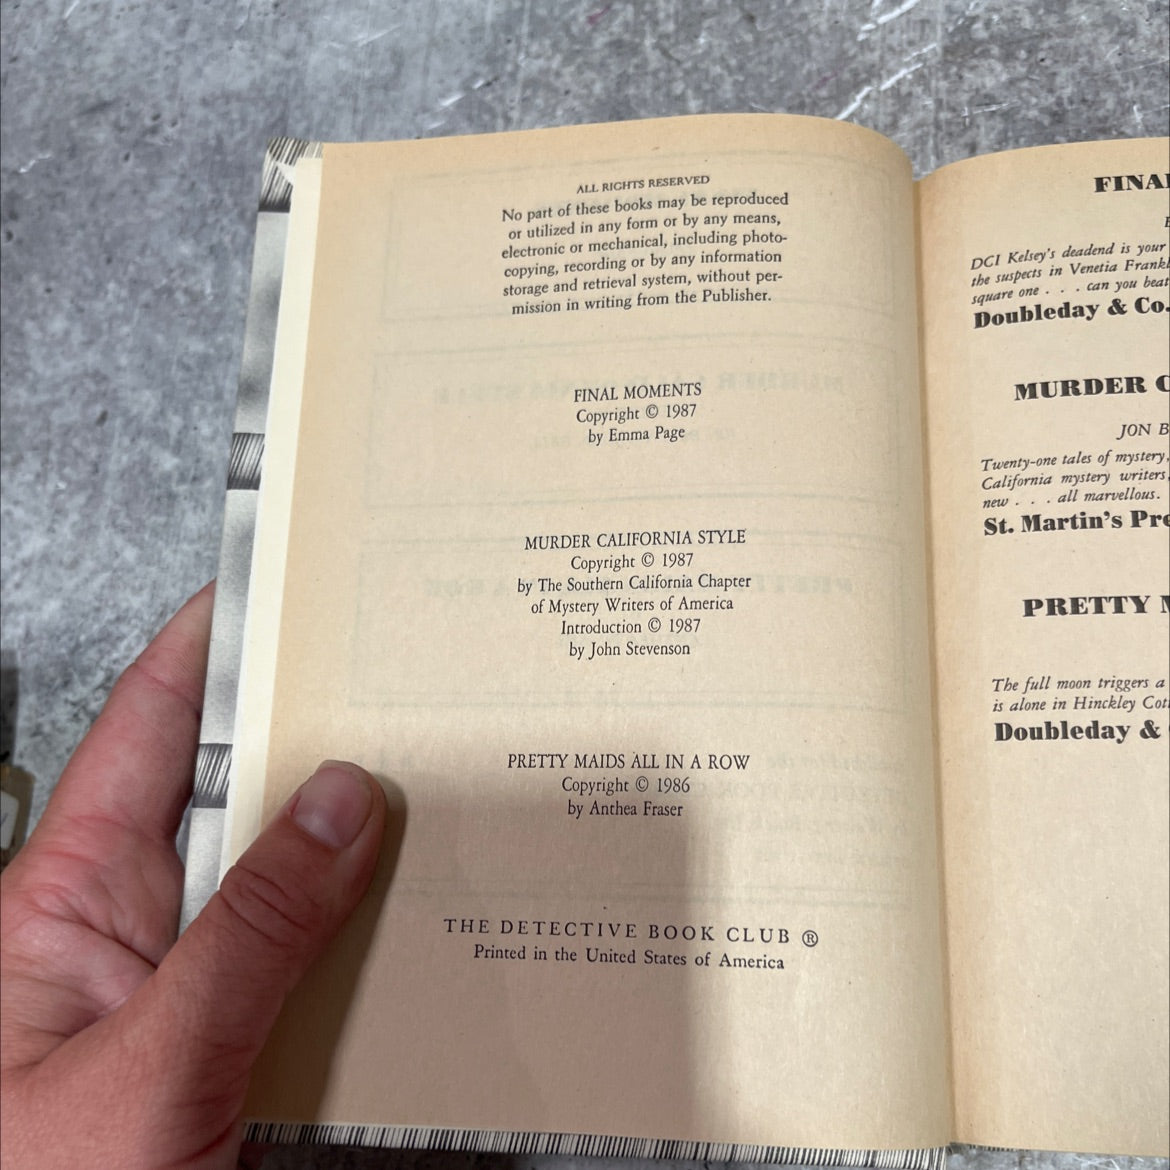 ALL RIGHTS RESERVED
No part of these books may be reproduced
or utilized in any form or by any means,
electronic or mechanical, including photo-
copying, recording or by any information
storage and retrieval system, without per-
mission in writing from the Publisher.
FINAL MOMENTS
Copyright © 1987
by Emma Page
MURDER CALIFORNIA STYLE
Copyright © 1987
by The Southern California Chapter
of Mystery Writers of America
Introduction © 1987
by John Stevenson
PRETTY MAIDS ALL IN A ROW
Copyright © 1986
by Anthea Fraser
THE DETECTIVE BOOK CLUB ®
Printed in the United States of America
DCI Kelsey's deadend is your
the suspects in Venetia
square one . . . can you beat
Doubleday & Co.
MURDER
JON
Twenty-one tales of mystery,
California mystery writers,
new . . . all marvellous.
St. Martin's
PRETTY
The full moon triggers a
is alone in Hinckley
Doubleday &